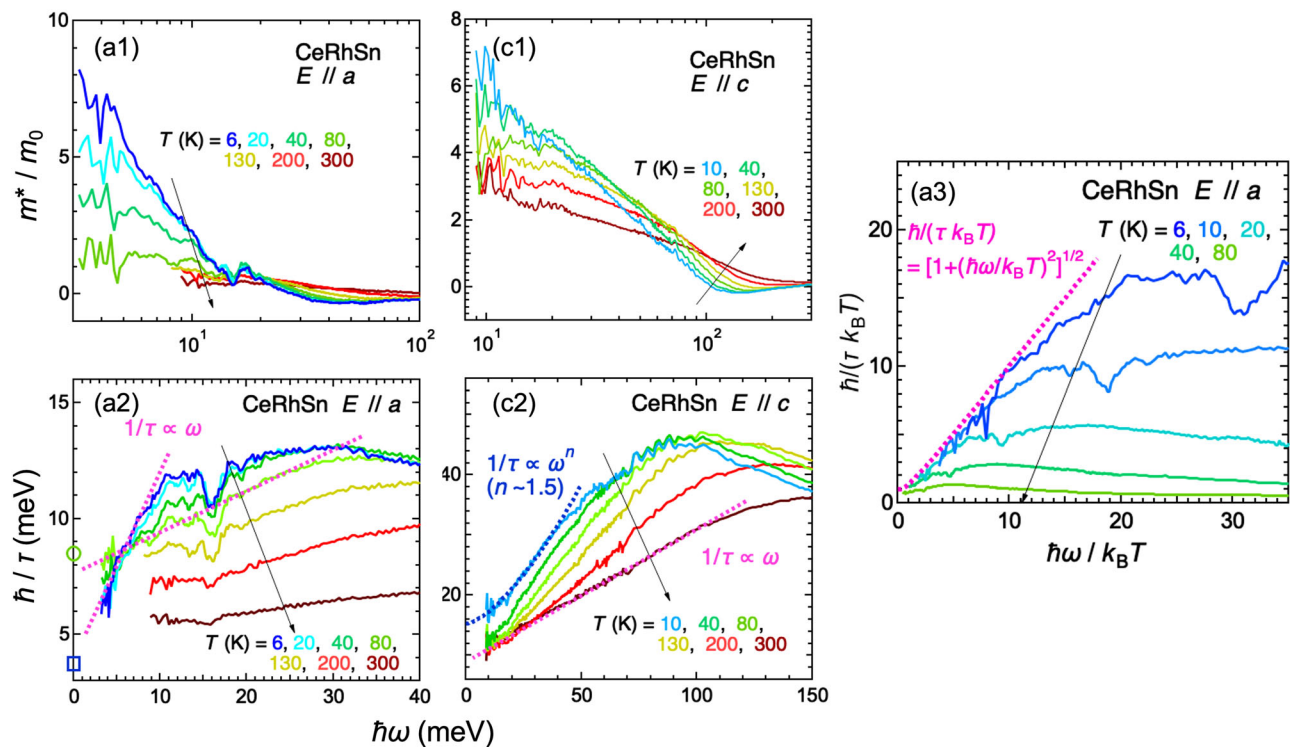 (a1)
CeRhSn
E // a
T (K) = 6, 20, 40, 80,
130, 200, 300
10
5
0
m* / m0
10^1
10^2
(c1)
CeRhSn
E // c
T (K) = 10, 40,
80, 130,
200, 300
8
6
4
2
0
10^1
10^2
(a2)
CeRhSn E // a
1/τ ∝ ω
T (K) = 6, 20, 40, 80,
130, 200, 300
15
10
5
ħ / τ (meV)
0
10
20
30
40
(c2)
CeRhSn E // c
1/τ ∝ ω^n
(n ~1.5)
1/τ ∝ ω
T (K) = 10, 40, 80,
130, 200, 300
40
20
0
50
100
150
ħω (meV)
(a3)
CeRhSn E // a
ħ/(τ kBT)
= [1+(ħω/kBT)^2]^1/2
T (K) = 6, 10, 20,
40, 80
20
10
0
ħ/(τ kBT)
0
10
20
30
ħω / kBT